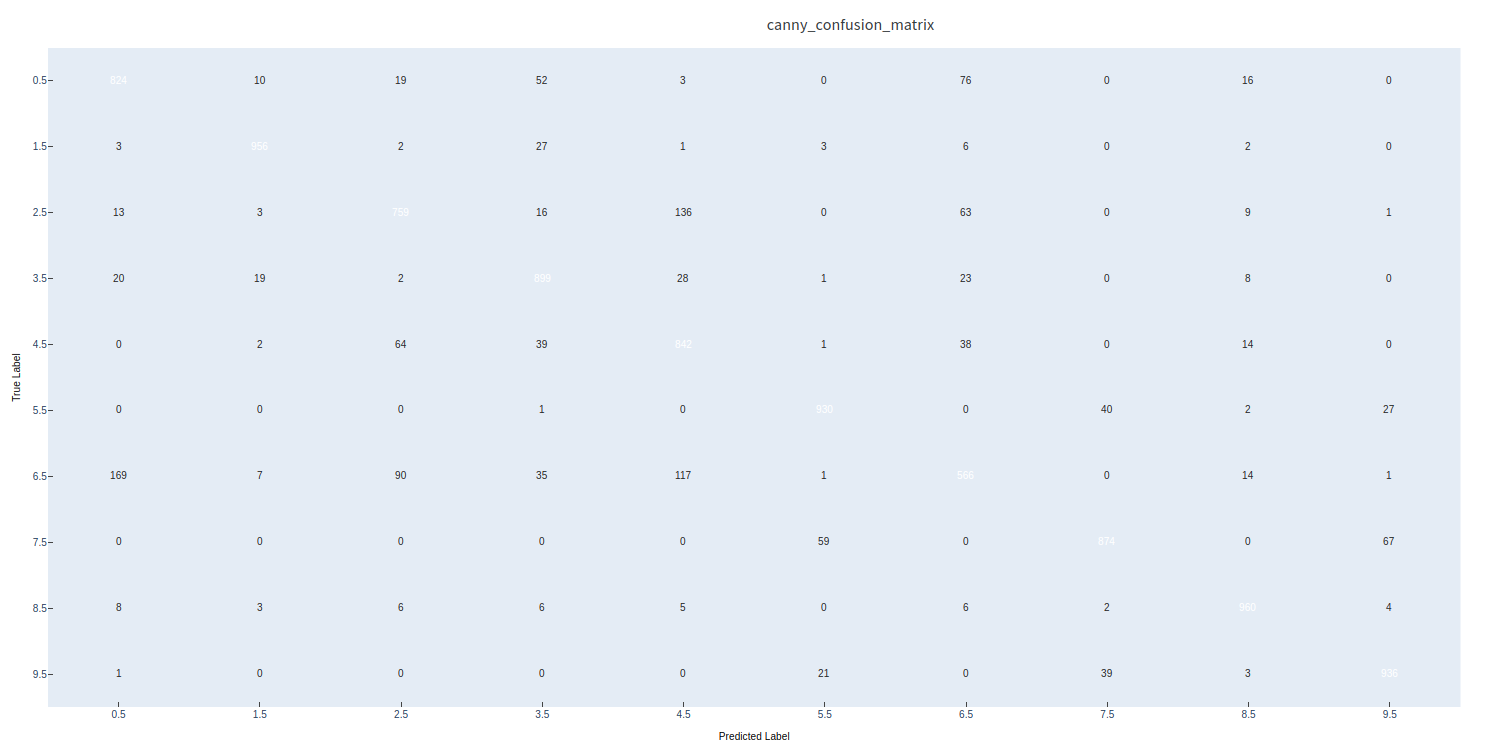 canny_confusion_matrix
0.5 824 10 19 52 3 0 76 0 16 0
1.5 3 956 2 27 1 3 6 0 2 0
2.5 13 3 759 16 136 0 63 0 9 1
3.5 20 19 2 899 28 1 23 0 8 0
4.5 0 2 64 39 842 1 38 0 14 0
True Label
5.5 0 0 0 1 0 930 0 40 2 27
6.5 169 7 90 35 117 1 566 0 14 1
7.5 0 0 0 0 0 59 0 874 0 67
8.5 8 3 6 6 5 0 6 2 960 4
9.5 1 0 0 0 0 21 0 39 3 936
0.5 1.5 2.5 3.5 4.5 5.5 6.5 7.5 8.5 9.5
Predicted Label